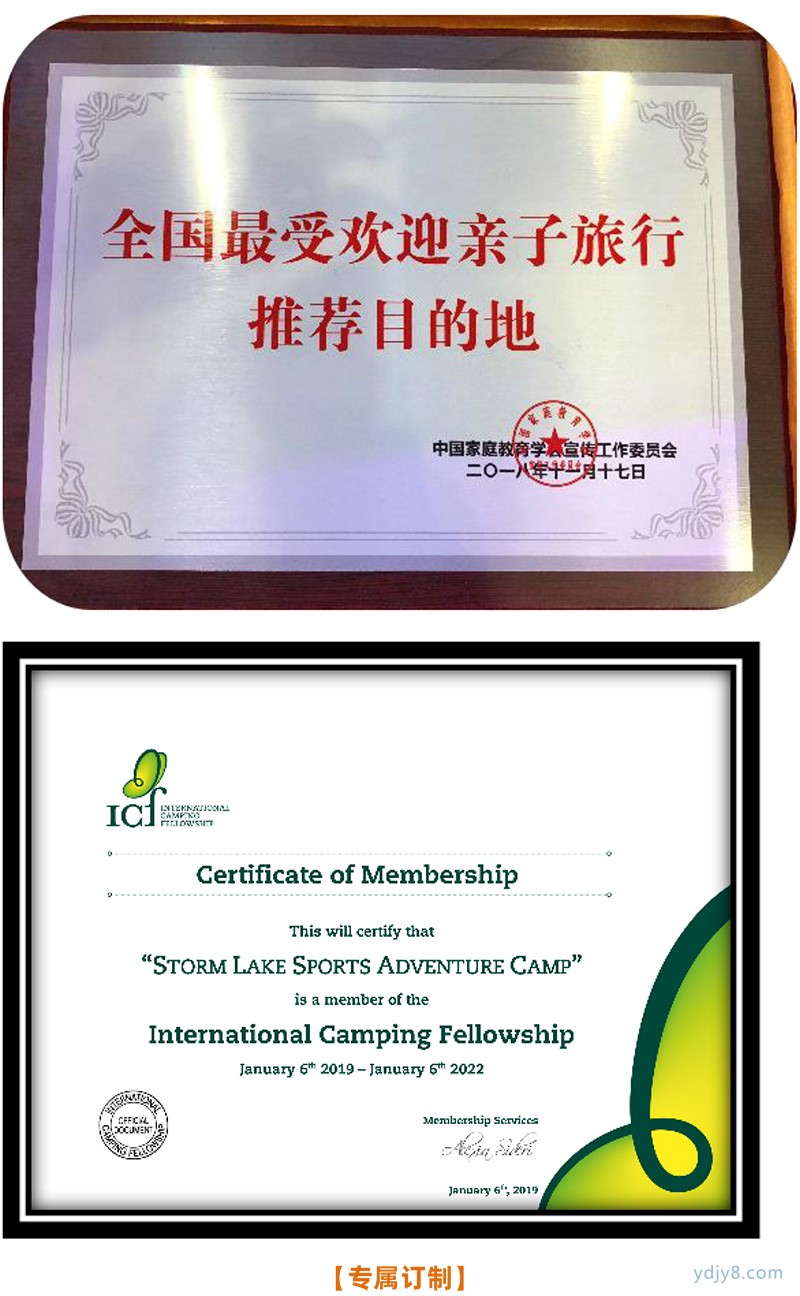 全国最受欢迎亲子旅行
推荐目的地
中国家庭教育学会宣传工作委员会
二〇一八年十一月十七日
icf INTERNATIONAL
CAMPING
FELLOWSHIP
Certificate of Membership
This will certify that
“STORM LAKE SPORTS ADVENTURE CAMP”
is a member of the
International Camping Fellowship
January 6th 2019 – January 6th 2022
INTERNATIONAL
OFFICIAL
DOCUMENT
CAMPING FELLOWSHIP
Membership Services
January 6th, 2019
【专属订制】
ydjy8.com